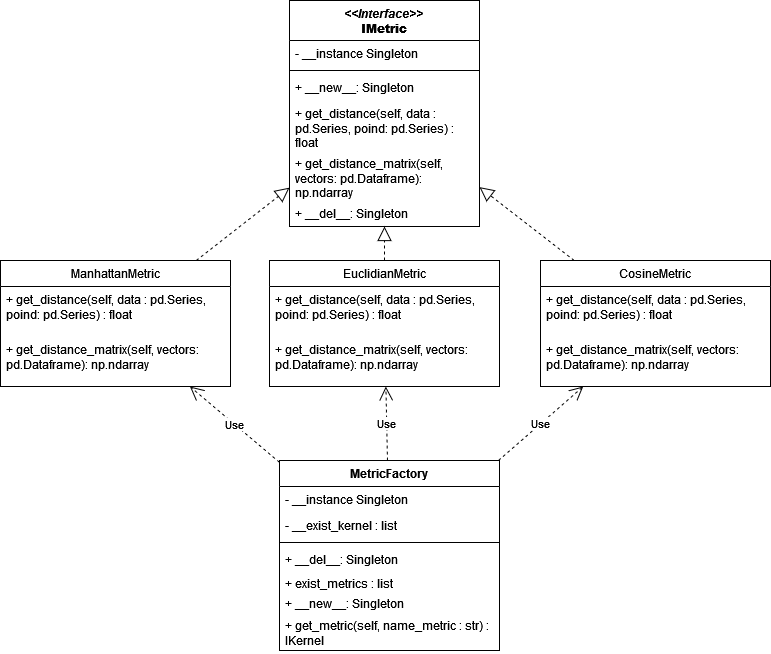 <<Interface>>
IMetric
- __instance Singleton
+ __new__: Singleton
+ get_distance(self, data :
pd.Series, poind: pd.Series) :
float
+ get_distance_matrix(self,
vectors: pd.Dataframe):
np.ndarray
+ __del__: Singleton
ManhattanMetric
+ get_distance(self, data : pd.Series,
poind: pd.Series) : float
+ get_distance_matrix(self, vectors:
pd.Dataframe): np.ndarray
EuclidianMetric
+ get_distance(self, data : pd.Series,
poind: pd.Series) : float
+ get_distance_matrix(self, vectors:
pd.Dataframe): np.ndarray
CosineMetric
+ get_distance(self, data : pd.Series,
poind: pd.Series) : float
+ get_distance_matrix(self, vectors:
pd.Dataframe): np.ndarray
Use
Use
Use
MetricFactory
- __instance Singleton
- __exist_kernel : list
+ __del__: Singleton
+ exist_metrics : list
+ __new__: Singleton
+ get_metric(self, name_metric : str) :
IKernel